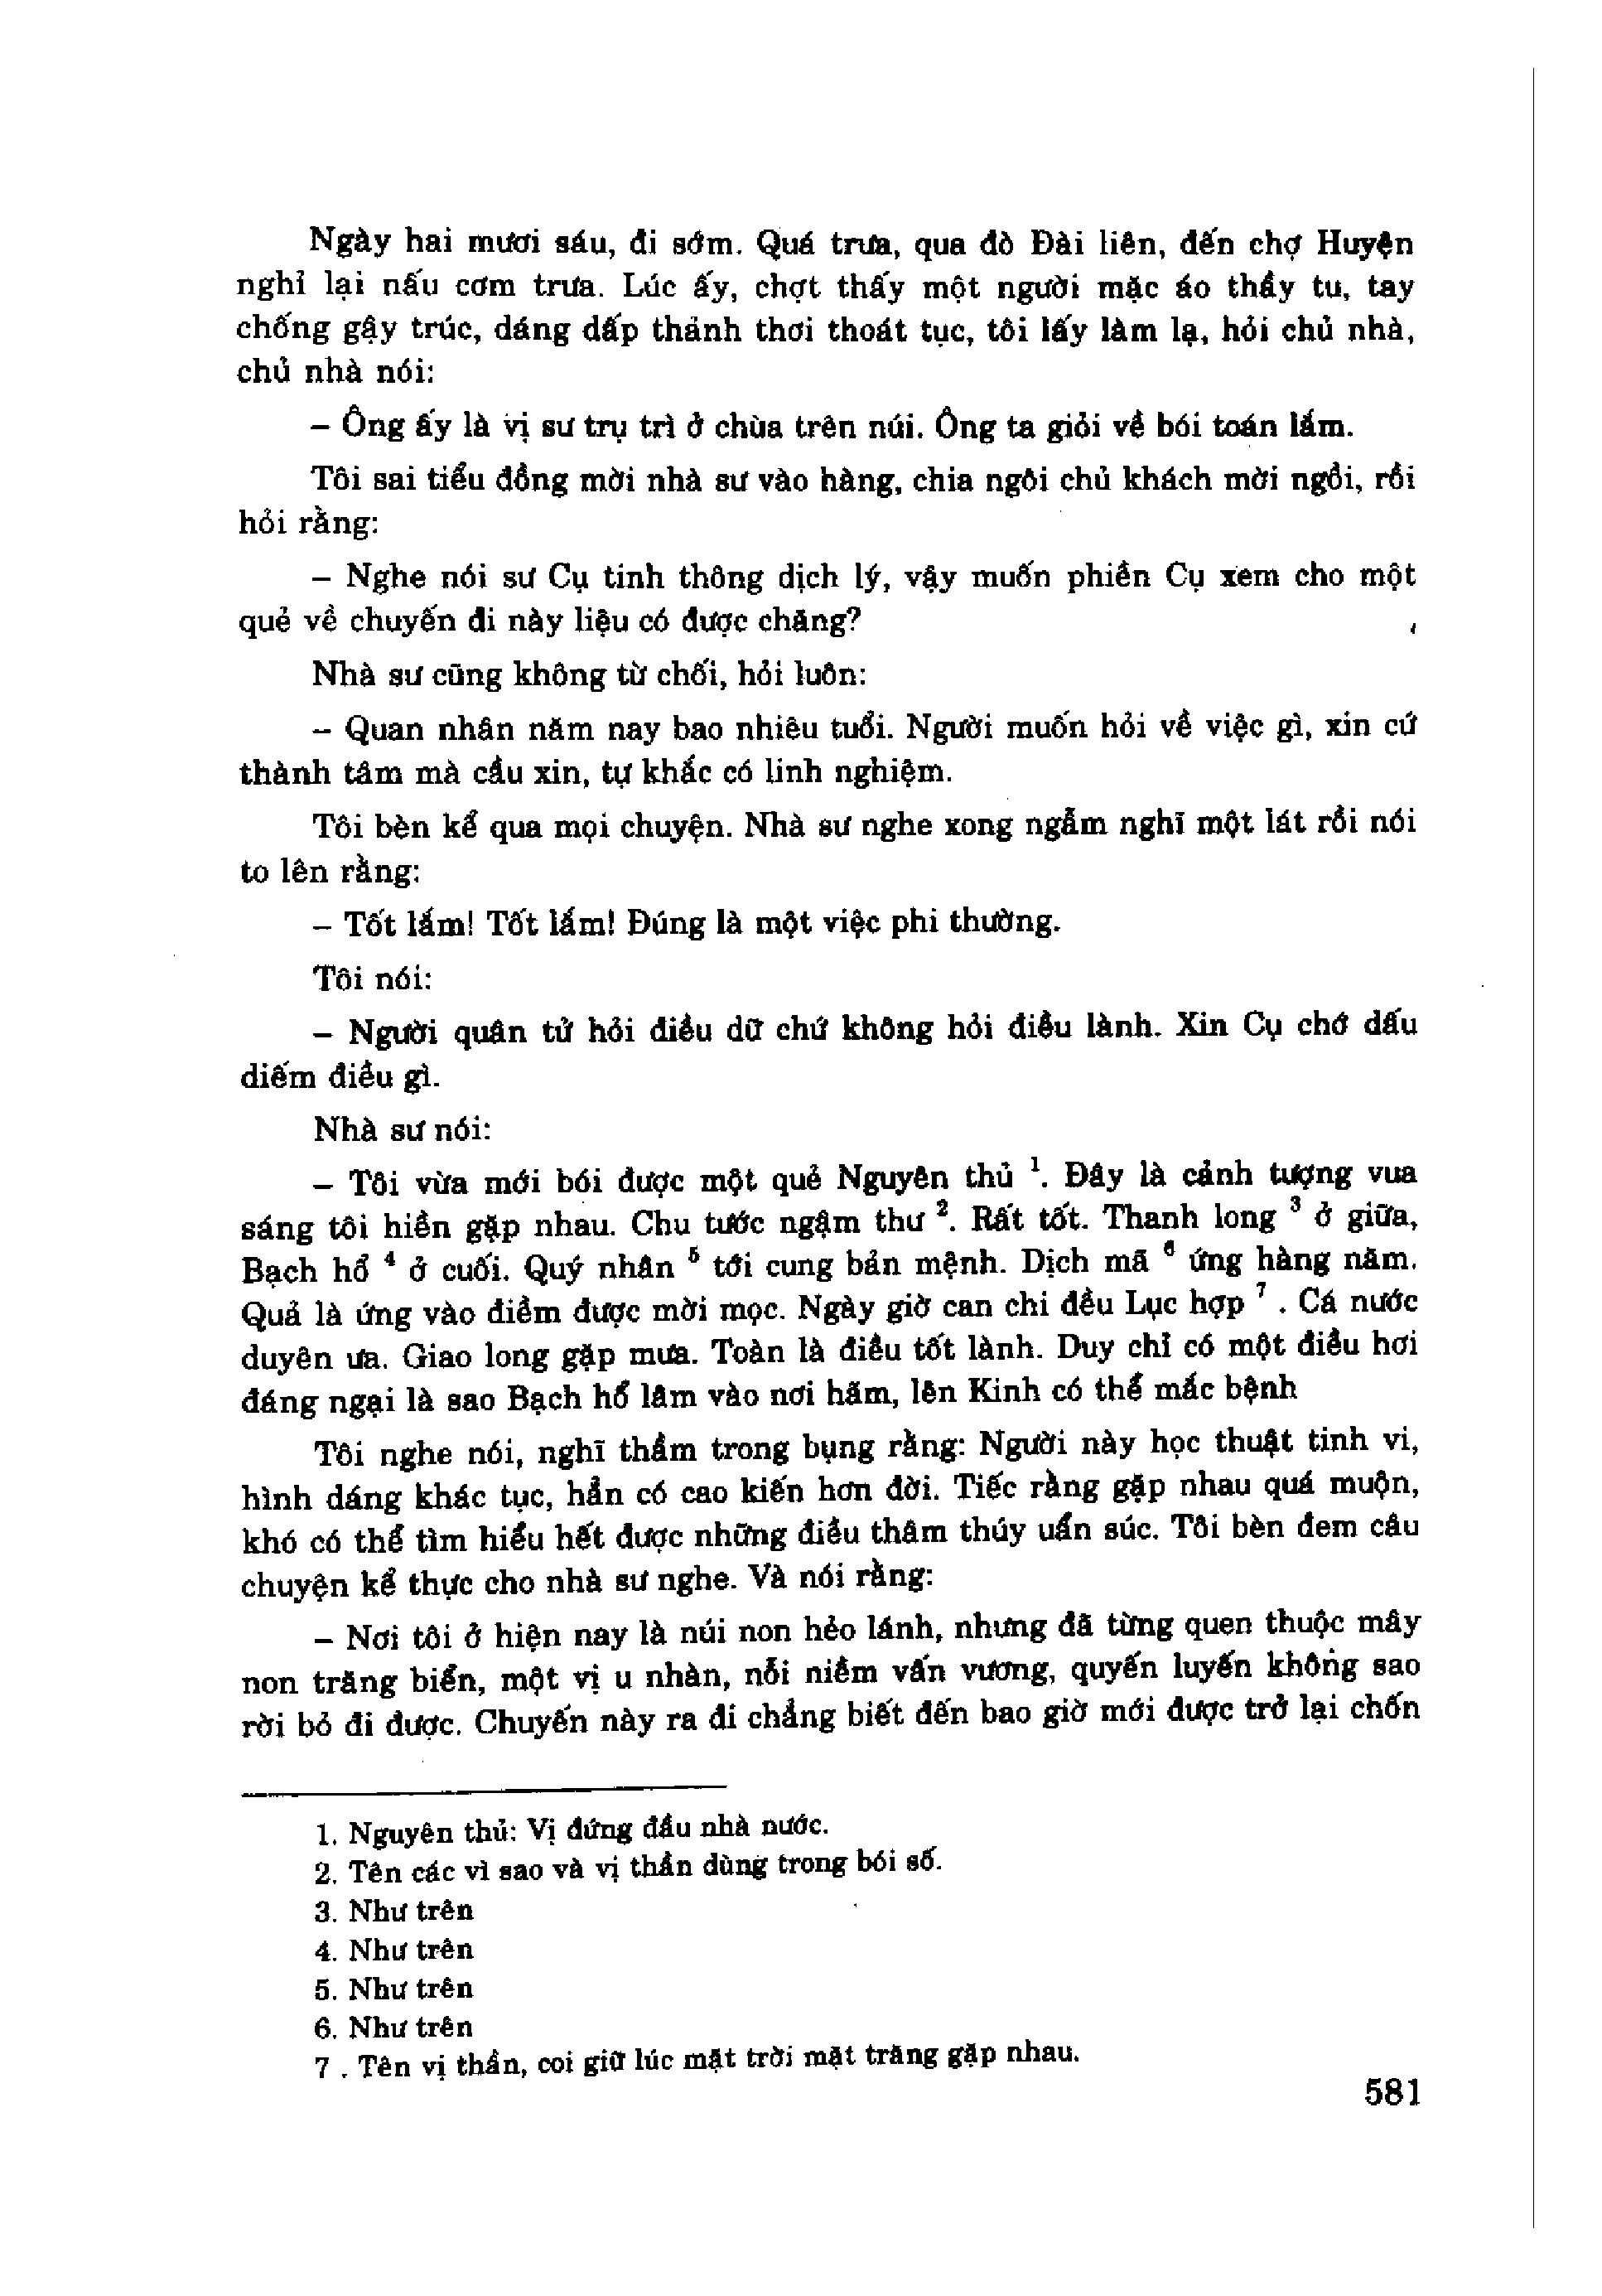 Ngày hai mươi sáu, đi sớm. Quá trưa, qua đò Đài liên, đến chợ Huyện
nghỉ lại nấu cơm trưa. Lúc ấy, chợt thấy một người mặc áo thầy tu, tay
chống gậy trúc, dáng dấp thảnh thơi thoát tục, tôi lấy làm lạ, hỏi chủ nhà,
chủ nhà nói:
– Ông ấy là vị sư trụ trì ở chùa trên núi. Ông ta giỏi về bói toán lắm.
Tôi sai tiểu đồng mời nhà sư vào hàng, chia ngôi chủ khách mời ngồi, rồi
hỏi rằng:
– Nghe nói sư Cụ tinh thông dịch lý, vậy muốn phiền Cụ xem cho một
quẻ về chuyến đi này liệu có được chăng?
Nhà sư cũng không từ chối, hỏi luôn:
– Quan nhân năm nay bao nhiêu tuổi. Người muốn hỏi về việc gì, xin cứ
thành tâm mà cầu xin, tự khắc có linh nghiệm.
Tôi bèn kể qua mọi chuyện. Nhà sư nghe xong ngẫm nghĩ một lát rồi nói
to lên rằng:
– Tốt lắm! Tốt lắm! Đúng là một việc phi thường.
Tôi nói:
– Người quân tử hỏi điều dữ chứ không hỏi điều lành. Xin Cụ chớ dấu
diếm điều gì.
Nhà sư nói:
– Tôi vừa mới bói được một quẻ Nguyên thủ ¹. Đây là cảnh tượng vua
sáng tôi hiền gặp nhau. Chu tước ngậm thư ². Rất tốt. Thanh long ³ ở giữa,
Bạch hổ ⁴ ở cuối. Quý nhân ⁵ tới cung bản mệnh. Dịch mã ⁶ ứng hàng năm.
Quả là ứng vào điềm được mời mọc. Ngày giờ can chi đều Lục hợp ⁷ . Cá nước
duyên ưa. Giao long gặp mưa. Toàn là điều tốt lành. Duy chỉ có một điều hơi
đáng ngại là sao Bạch hổ lâm vào nơi hãm, lên Kinh có thể mắc bệnh
Tôi nghe nói, nghĩ thầm trong bụng rằng: Người này học thuật tinh vi,
hình dáng khác tục, hẳn có cao kiến hơn đời. Tiếc rằng gặp nhau quá muộn,
khó có thể tìm hiểu hết được những điều thâm thúy uẩn súc. Tôi bèn đem câu
chuyện kể thực cho nhà sư nghe. Và nói rằng:
– Nơi tôi ở hiện nay là núi non hẻo lánh, nhưng đã từng quen thuộc mây
non trăng biển, một vị u nhàn, nỗi niềm vấn vương, quyến luyến không sao
rời bỏ đi được. Chuyến này ra đi chẳng biết đến bao giờ mới được trở lại chốn
1. Nguyên thủ: Vị đứng đầu nhà nước.
2. Tên các vì sao và vị thần dùng trong bói số.
3. Như trên
4. Như trên
5. Như trên
6. Như trên
7 . Tên vị thần, coi giữ lúc mặt trời mặt trăng gặp nhau.
581